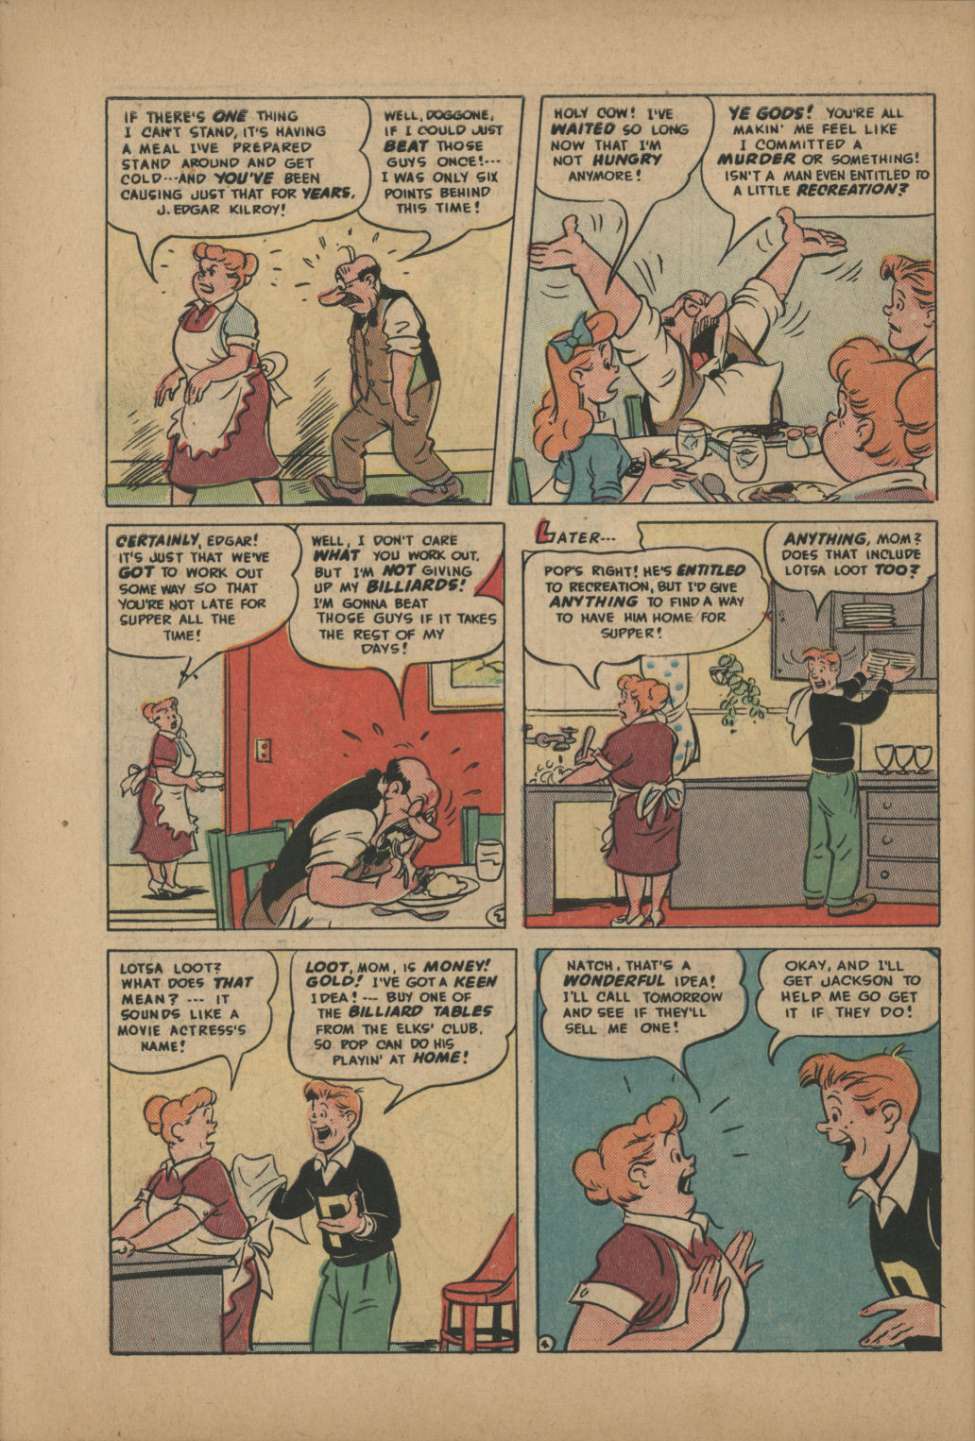 IF THERE'S ONE THING
I CAN'T STAND, IT'S HAVING
A MEAL I'VE PREPARED
STAND AROUND AND GET
COLD---AND YOU'VE BEEN
CAUSING JUST THAT FOR YEARS,
J. EDGAR KILROY!
WELL, DOGGONE,
IF I COULD JUST
BEAT THOSE
GUYS ONCE!---
I WAS ONLY SIX
POINTS BEHIND
THIS TIME!
HOLY COW! I'VE
WAITED SO LONG
NOW THAT I'M
NOT HUNGRY
ANYMORE!
YE GODS! YOU'RE ALL
MAKIN' ME FEEL LIKE
I COMMITTED A
MURDER OR SOMETHING!
ISN'T A MAN EVEN ENTITLED TO
A LITTLE RECREATION?
CERTAINLY, EDGAR!
IT'S JUST THAT WE'VE
GOT TO WORK OUT
SOME WAY SO THAT
YOU'RE NOT LATE FOR
SUPPER ALL THE
TIME!
WELL, I DON'T CARE
WHAT YOU WORK OUT.
BUT I'M NOT GIVING
UP MY BILLIARDS!
I'M GONNA BEAT
THOSE GUYS IF IT TAKES
THE REST OF MY
DAYS!
LATER---
POP'S RIGHT! HE'S ENTITLED
TO RECREATION, BUT I'D GIVE
ANYTHING TO FIND A WAY
TO HAVE HIM HOME FOR
SUPPER!
ANYTHING, MOM?
DOES THAT INCLUDE
LOTSA LOOT TOO?
LOTSA LOOT?
WHAT DOES THAT
MEAN? --- IT
SOUNDS LIKE A
MOVIE ACTRESS'S
NAME!
LOOT, MOM, IS MONEY!
GOLD! I'VE GOT A KEEN
IDEA! --- BUY ONE OF
THE BILLIARD TABLES
FROM THE ELKS' CLUB,
SO POP CAN DO HIS
PLAYIN' AT HOME!
P
NATCH, THAT'S A
WONDERFUL IDEA!
I'LL CALL TOMORROW
AND SEE IF THEY'LL
SELL ME ONE!
OKAY, AND I'LL
GET JACKSON TO
HELP ME GO GET
IT IF THEY DO!